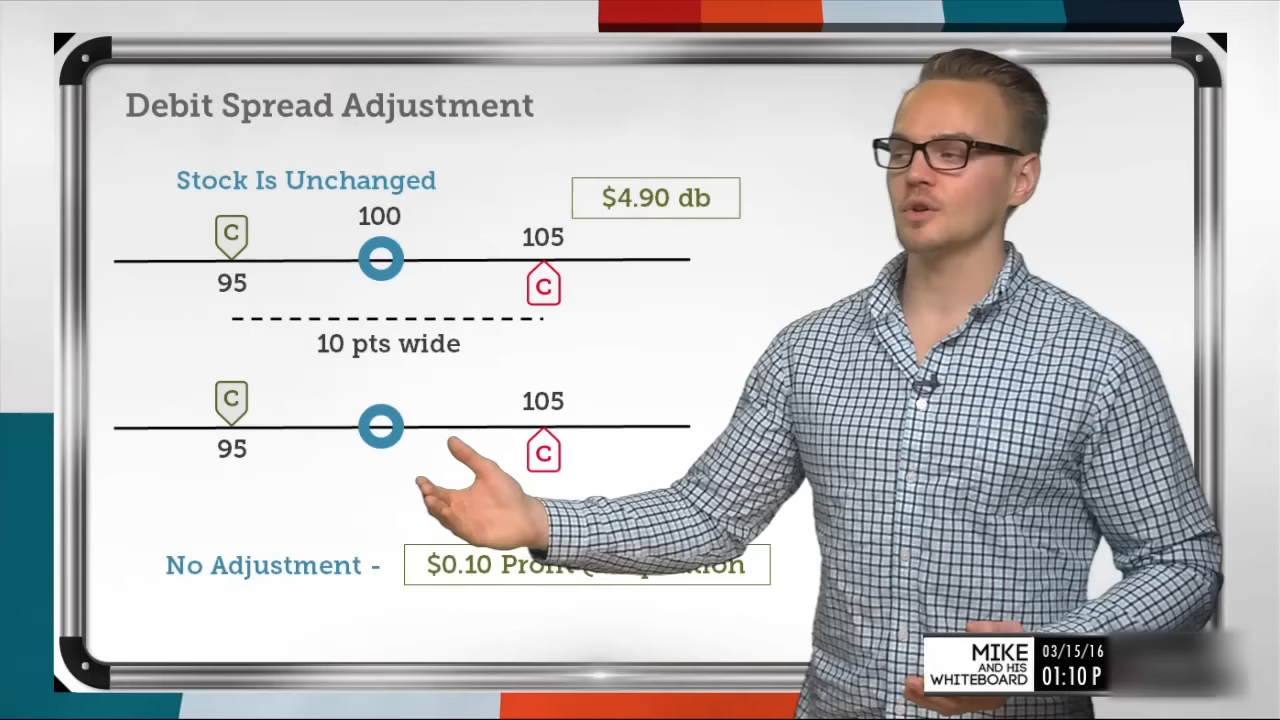 Debit Spread Adjustment
Stock Is Unchanged
$4.90 db
100
C
105
95
C
10 pts wide
C
105
95
C
No Adjustment - $0.10
MIKE
AND HIS
WHITEBOARD
03/15/16
01:10 P